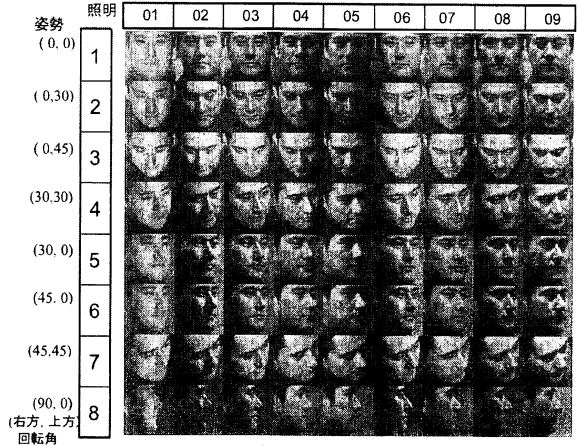 照明 01 02 03 04 05 06 07 08 09
姿勢
( 0, 0) 1
( 0,30) 2
( 0,45) 3
(30,30) 4
(30, 0) 5
(45. 0) 6
(45,45) 7
(90, 0) 8
(右方, 上方)
回転角